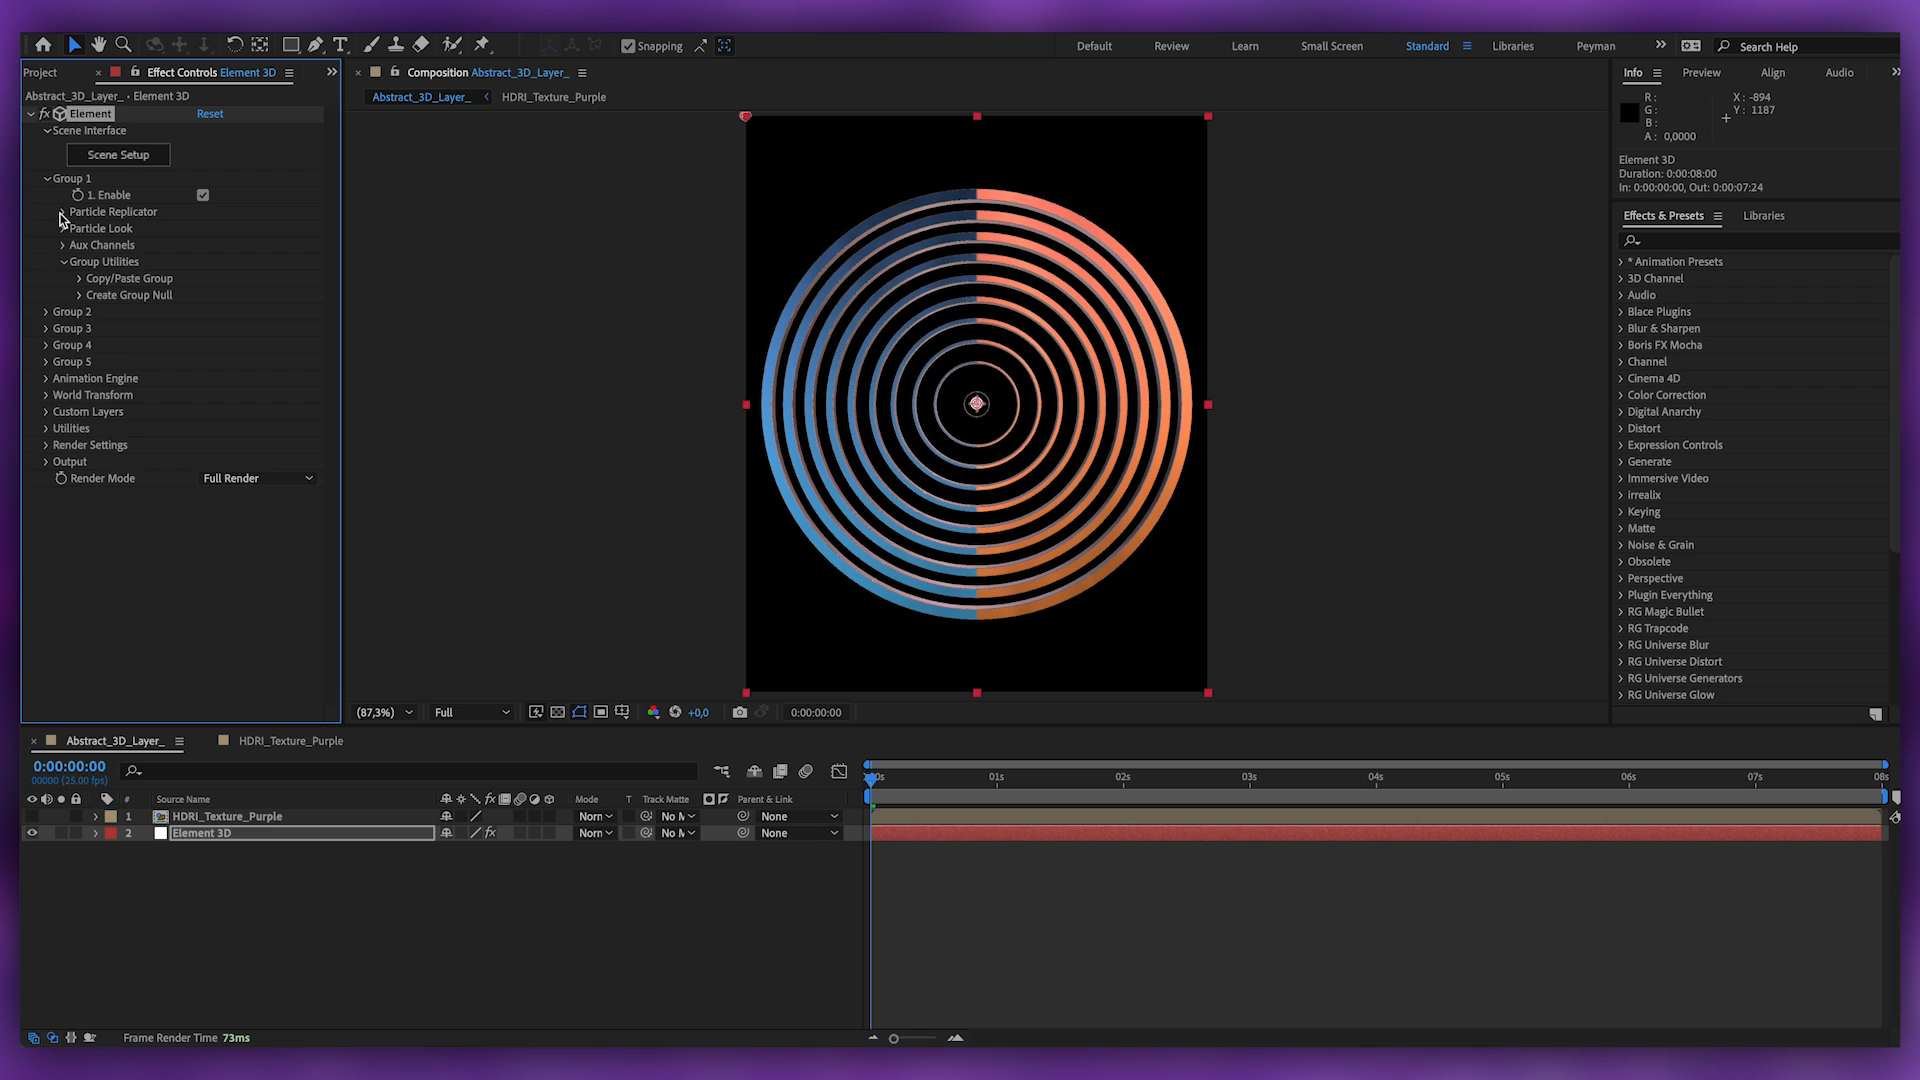 Snapping
Default
Review
Learn
Small Screen
Standard
Libraries
Peyman
Search Help
Project
Effect Controls Element 3D
Abstract_3D_Layer_ • Element 3D
fx Element
Reset
Scene Interface
Scene Setup
Group 1
1. Enable
Particle Replicator
Particle Look
Aux Channels
Group Utilities
Copy/Paste Group
Create Group Null
Group 2
Group 3
Group 4
Group 5
Animation Engine
World Transform
Custom Layers
Utilities
Render Settings
Output
Render Mode
Full Render
Composition Abstract_3D_Layer_
Abstract_3D_Layer_
HDRI_Texture_Purple
(87,3%)
Full
+0,0
0:00:00:00
Info
Preview
Align
Audio
R:
G:
B:
A: 0,0000
X: -894
Y: 1187
Element 3D
Duration: 0:00:08:00
In: 0:00:00:00, Out: 0:00:07:24
Effects & Presets
Libraries
* Animation Presets
3D Channel
Audio
Blace Plugins
Blur & Sharpen
Boris FX Mocha
Channel
Cinema 4D
Color Correction
Digital Anarchy
Distort
Expression Controls
Generate
Immersive Video
irrealix
Keying
Matte
Noise & Grain
Obsolete
Perspective
Plugin Everything
RG Magic Bullet
RG Trapcode
RG Universe Blur
RG Universe Distort
RG Universe Generators
RG Universe Glow
Abstract_3D_Layer_
HDRI_Texture_Purple
0:00:00:00
00000 (25.00 fps)
# Source Name
fx
Mode
T Track Matte
Parent & Link
1 HDRI_Texture_Purple
Norn
No
None
2 Element 3D
fx
Norn
No
None
01s
02s
03s
04s
05s
06s
07s
08s
Frame Render Time 73ms